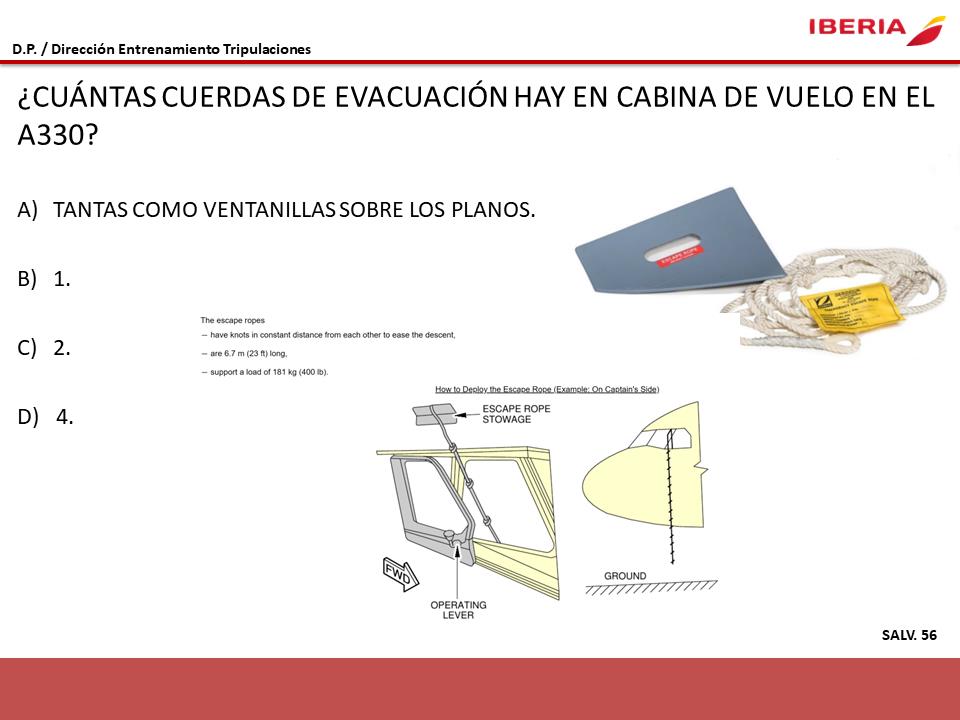 IBERIA
D.P. / Dirección Entrenamiento Tripulaciones
¿CUÁNTAS CUERDAS DE EVACUACIÓN HAY EN CABINA DE VUELO EN EL
A330?
A) TANTAS COMO VENTANILLAS SOBRE LOS PLANOS.
B) 1.
C) 2.
D) 4.
ESCAPE ROPE
The escape ropes
— have knots in constant distance from each other to ease the descent,
— are 6.7 m (23 ft) long,
— support a load of 181 kg (400 lb).
How to Deploy the Escape Rope (Example: On Captain's Side)
ESCAPE ROPE
STOWAGE
FWD
OPERATING
LEVER
GROUND
SALV. 56